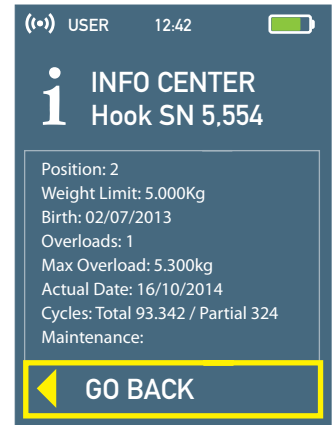 USER 12:42
INFO CENTER
Hook SN 5,554
Position: 2
Weight Limit: 5.000Kg
Birth: 02/07/2013
Overloads: 1
Max Overload: 5.300kg
Actual Date: 16/10/2014
Cycles: Total 93.342 / Partial 324
Maintenance:
GO BACK